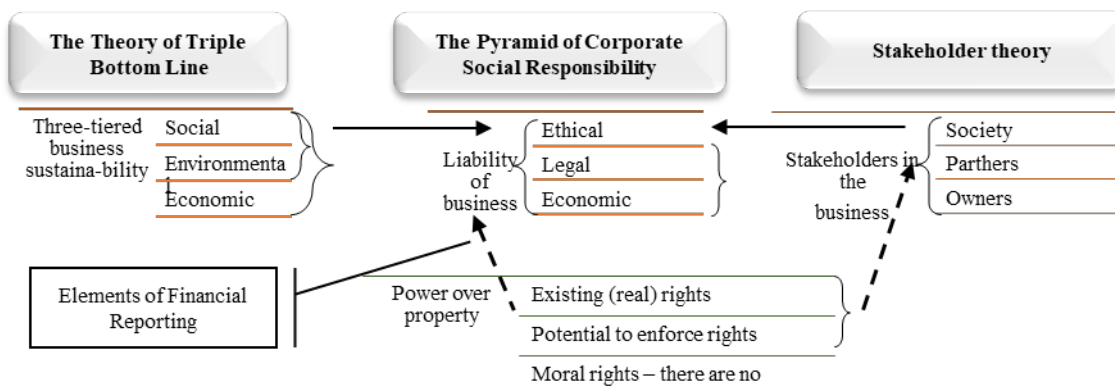 The Theory of Triple
Bottom Line
The Pyramid of Corporate
Social Responsibility
Stakeholder theory
Three-tiered
business
sustaina-bility
Social
Environmenta
l
Economic
Liability
of
business
Ethical
Legal
Economic
Stakeholders in
the
business
Society
Parthers
Owners
Elements of Financial
Reporting
Power over
property
Existing (real) rights
Potential to enforce rights
Moral rights – there are no